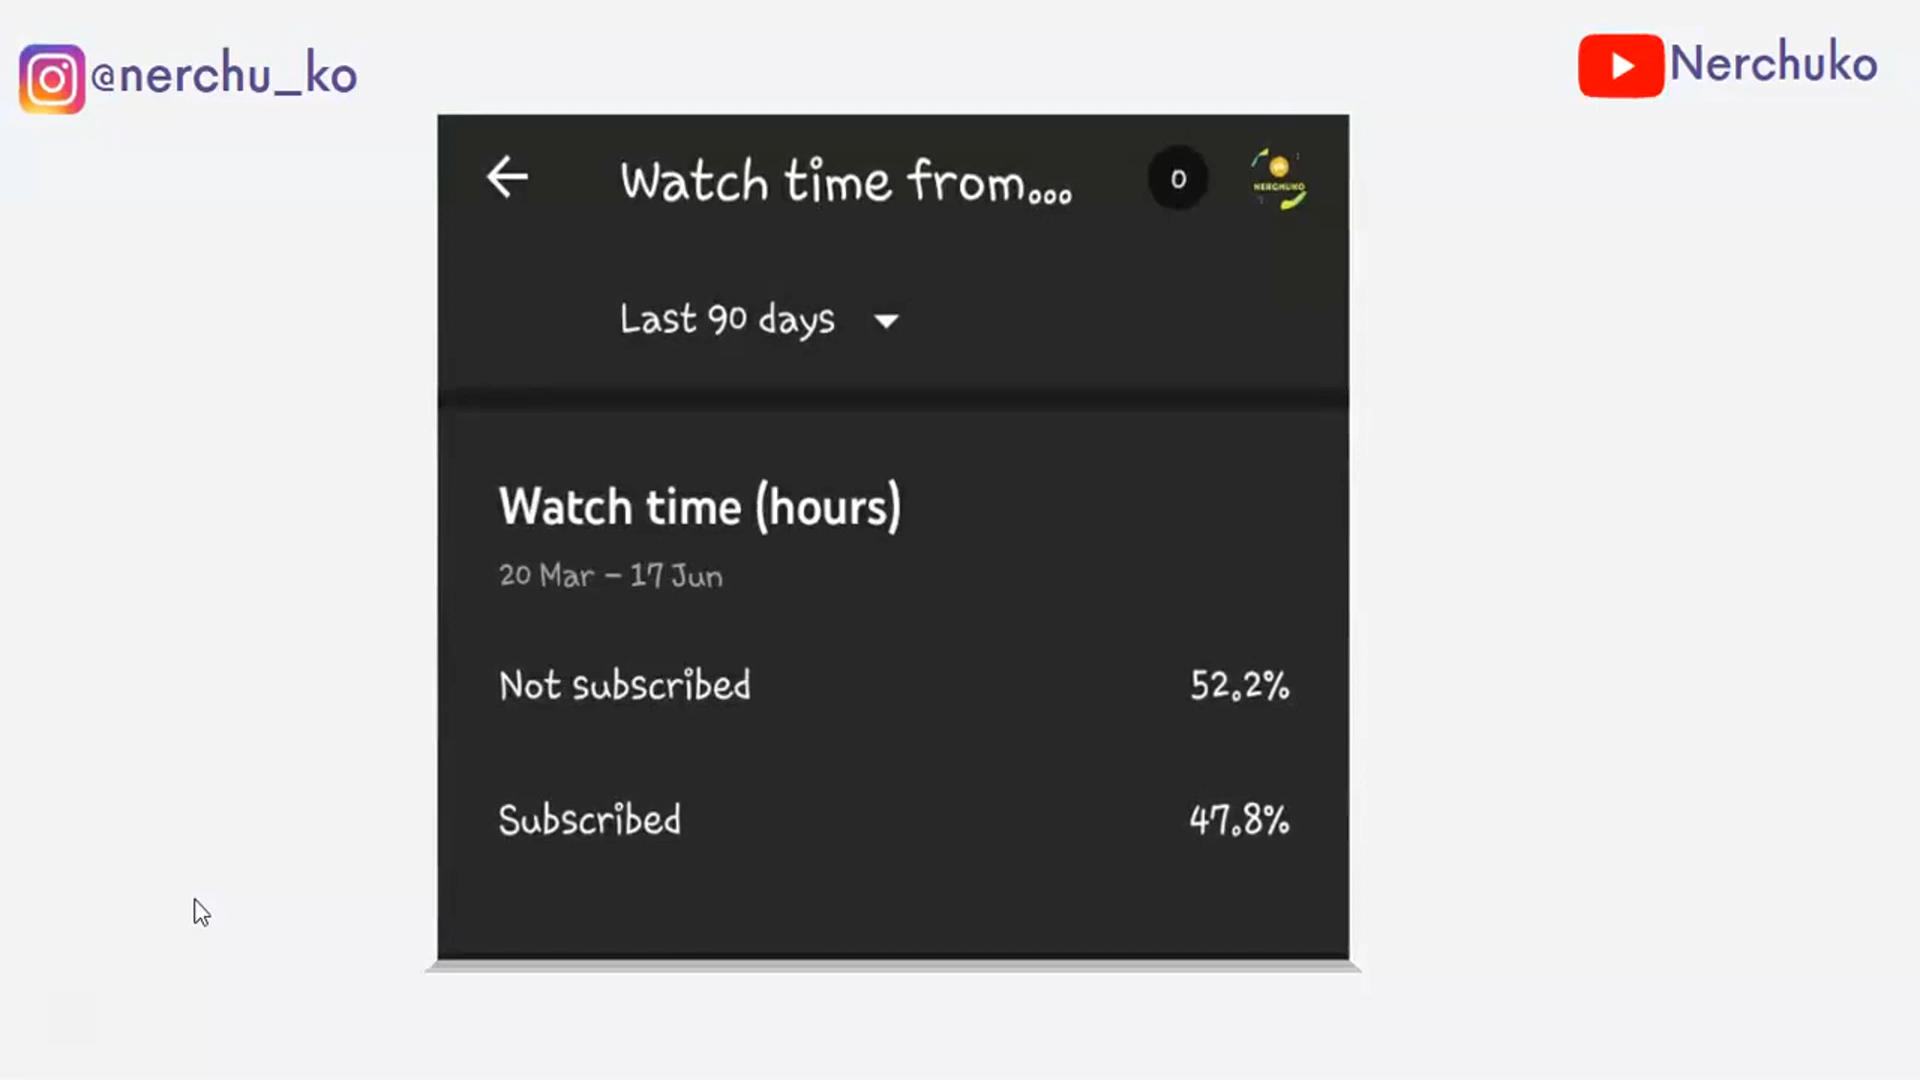 @nerchu_ko
Nerchuko
Watch time from...
0
NERCHUKO
Last 90 days
Watch time (hours)
20 Mar – 17 Jun
Not subscribed 52.2%
Subscribed 47.8%